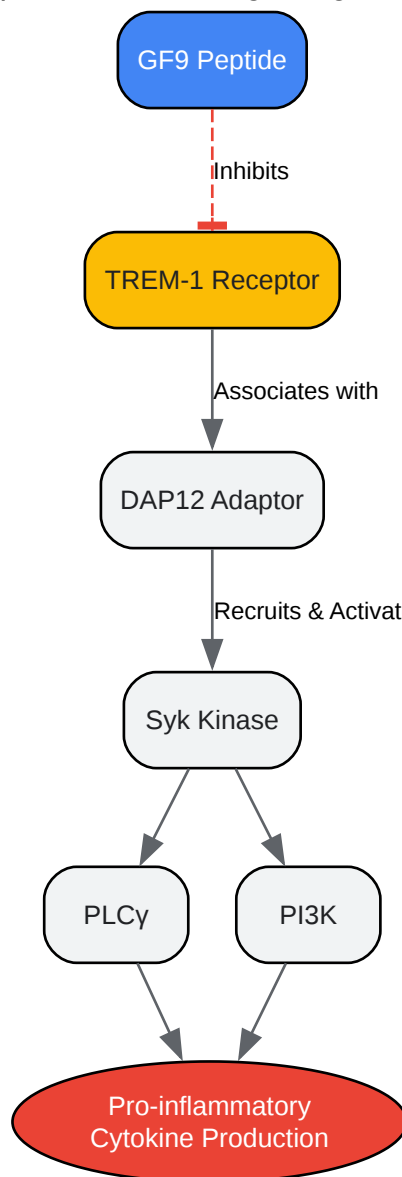 GF9 Peptide
Inhibits
TREM-1 Receptor
Associates with
DAP12 Adaptor
Recruits & Activat
Syk Kinase
PLCγ
PI3K
Pro-inflammatory
Cytokine Production